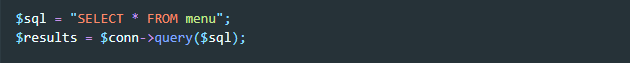 $sql = "SELECT * FROM menu";
$results = $conn->query($sql);